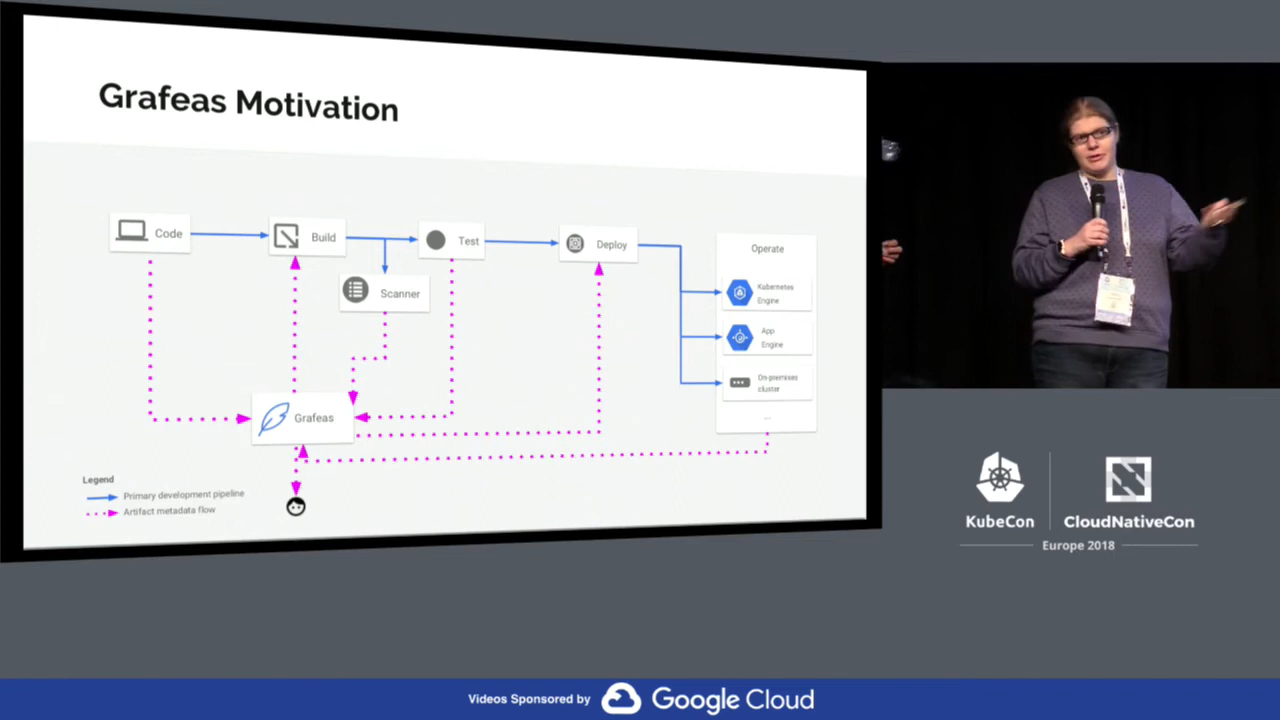 Grafeas Motivation
Code
Build
Test
Deploy
Scanner
Operate
Kubernetes
Engine
App
Engine
On-premises
cluster
...
Grafeas
Legend
Primary development pipeline
Artifact metadata flow
KubeCon
CloudNativeCon
Europe 2018
Videos Sponsored by
Google Cloud